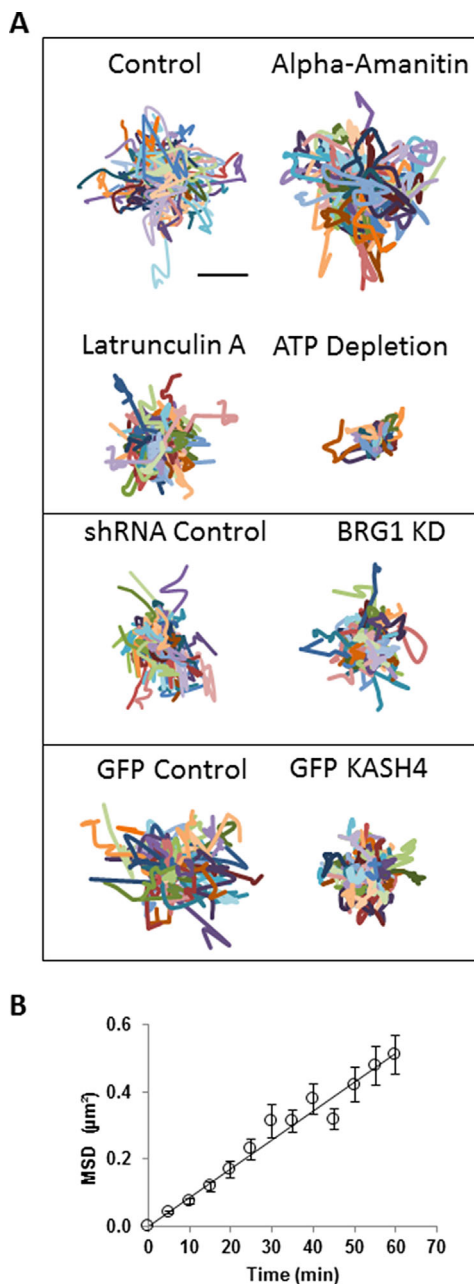 A
Control Alpha-Amanitin
Latrunculin A ATP Depletion
shRNA Control BRG1 KD
GFP Control GFP KASH4
B
MSD (µm²)
0.6
0.4
0.2
0.0
0 10 20 30 40 50 60 70
Time (min)